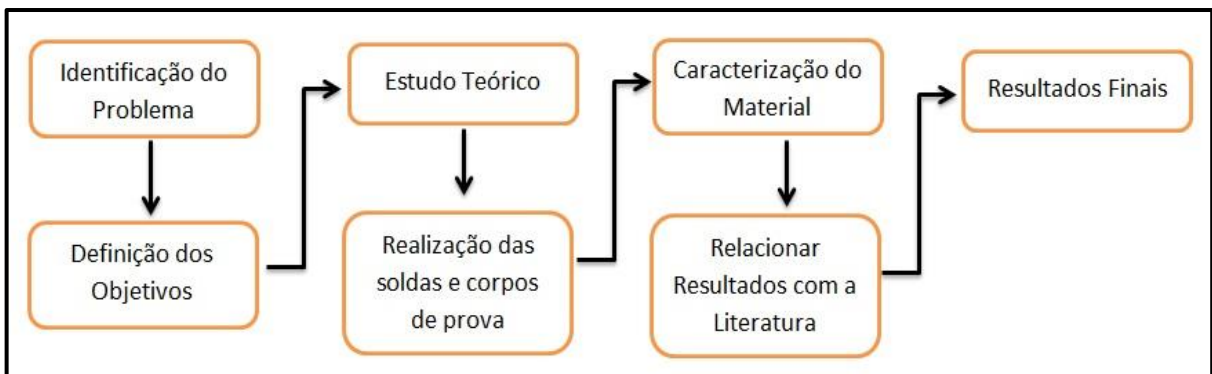 Identificação do
Problema
Definição dos
Objetivos
Estudo Teórico
Realização das
soldas e corpos
de prova
Caracterização do
Material
Relacionar
Resultados com a
Literatura
Resultados Finais